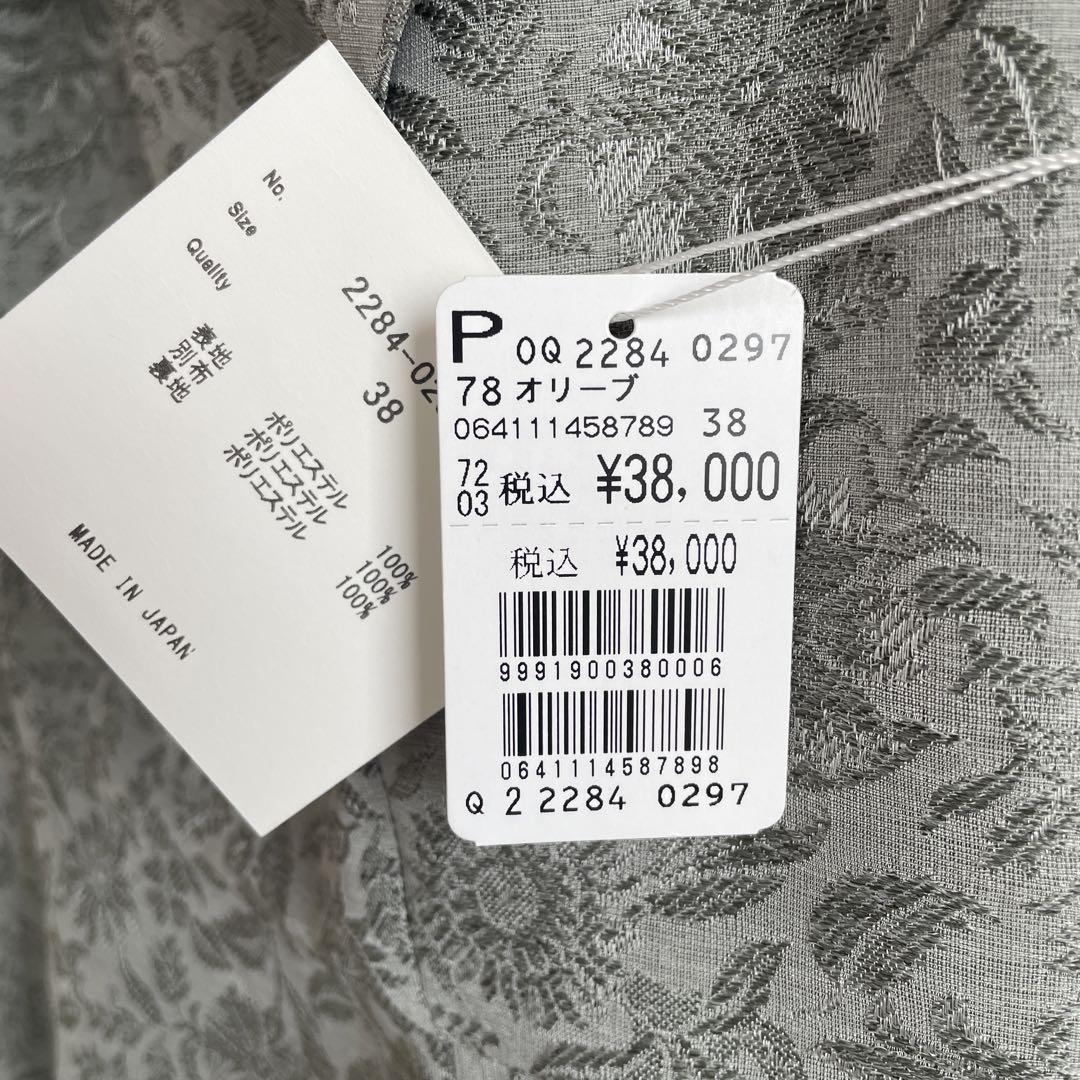 No. 2284-02
Size 38
Quality
表地 ポリエステル 100%
別布 ポリエステル 100%
裏地 ポリエステル 100%
MADE IN JAPAN
P 0Q 2284 0297
78 オリーブ
064111458789 38
72
03 税込 ¥38,000
税込 ¥38,000
9991900380006
0641114587898
Q 2 2284 0297